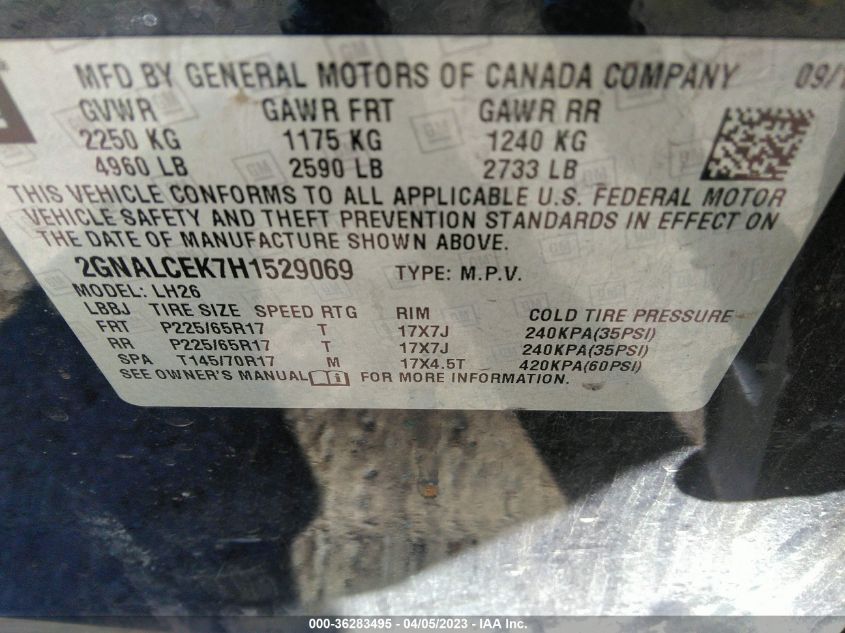 MFD BY GENERAL MOTORS OF CANADA COMPANY 09/
GVWR GAWR FRT GAWR RR
2250 KG 1175 KG 1240 KG
4960 LB 2590 LB 2733 LB
THIS VEHICLE CONFORMS TO ALL APPLICABLE U.S. FEDERAL MOTOR
VEHICLE SAFETY AND THEFT PREVENTION STANDARDS IN EFFECT ON
THE DATE OF MANUFACTURE SHOWN ABOVE.
2GNALCEK7H1529069 TYPE: M.P.V.
MODEL: LH26
LBBJ TIRE SIZE SPEED RTG RIM COLD TIRE PRESSURE
FRT P225/65R17 T 17X7J 240KPA(35PSI)
RR P225/65R17 T 17X7J 240KPA(35PSI)
SPA T145/70R17 M 17X4.5T 420KPA(60PSI)
SEE OWNER'S MANUAL FOR MORE INFORMATION.
000-36283495 - 04/05/2023 - IAA Inc.